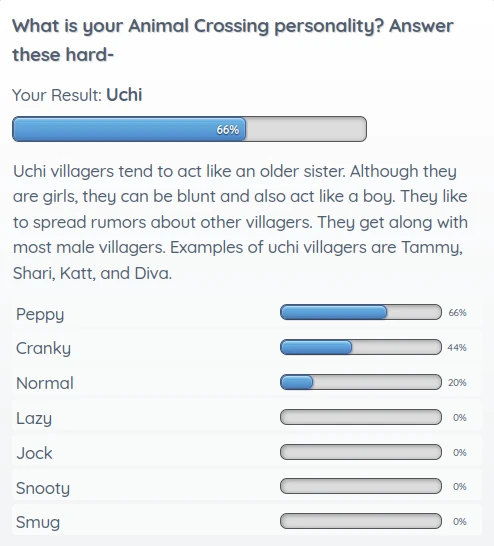 What is your Animal Crossing personality? Answer
these hard-
Your Result: Uchi
66%
Uchi villagers tend to act like an older sister. Although they
are girls, they can be blunt and also act like a boy. They like
to spread rumors about other villagers. They get along with
most male villagers. Examples of uchi villagers are Tammy,
Shari, Katt, and Diva.
Peppy 66%
Cranky 44%
Normal 20%
Lazy 0%
Jock 0%
Snooty 0%
Smug 0%